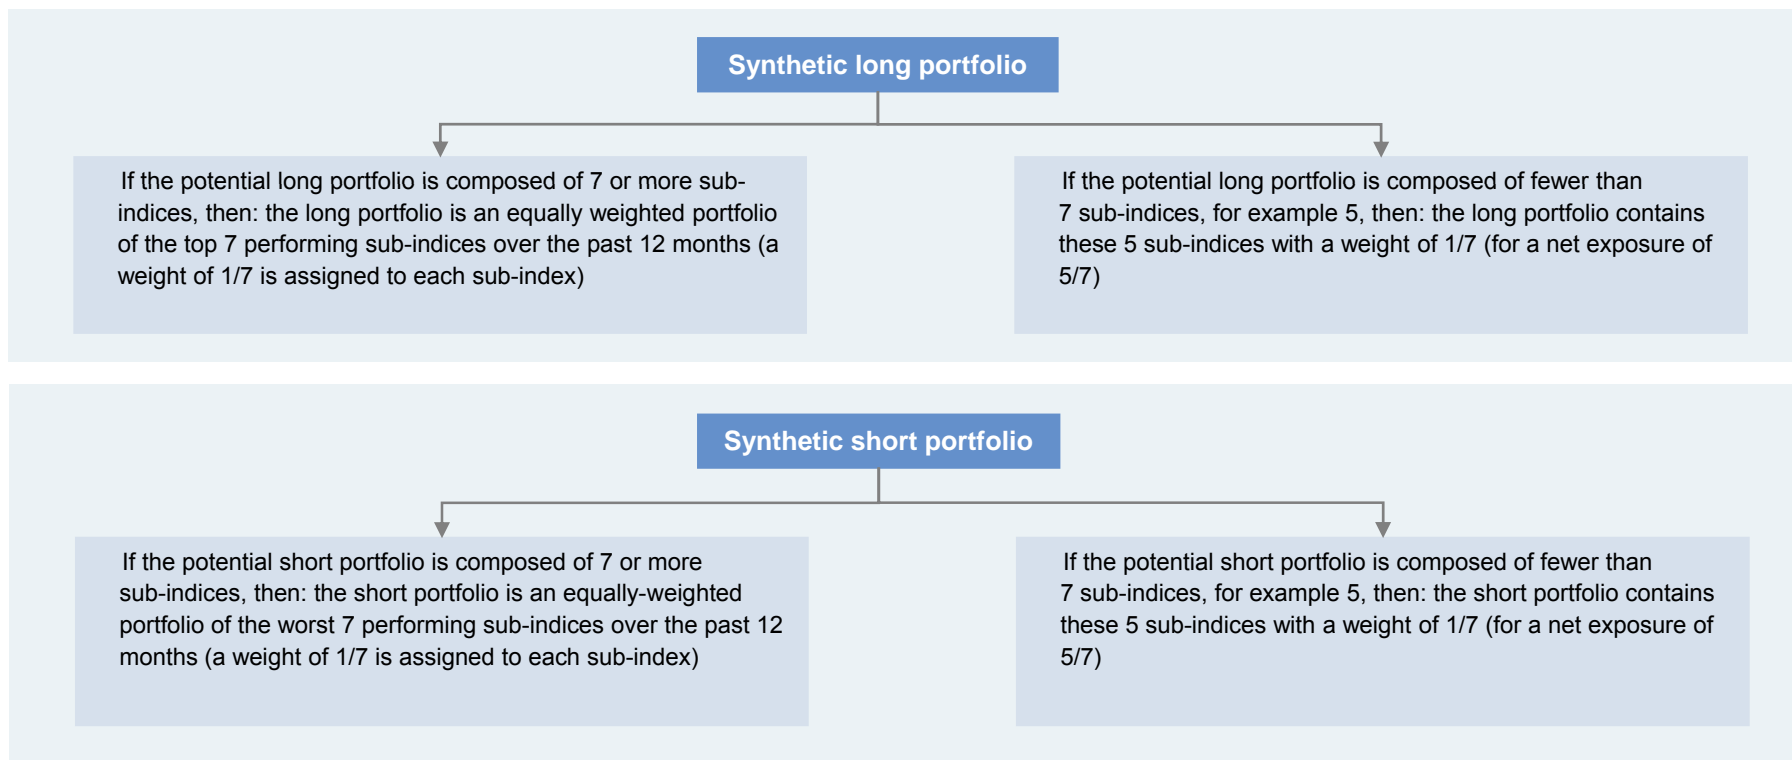 Synthetic long portfolio
If the potential long portfolio is composed of 7 or more sub-
indices, then: the long portfolio is an equally weighted portfolio
of the top 7 performing sub-indices over the past 12 months (a
weight of 1/7 is assigned to each sub-index)
If the potential long portfolio is composed of fewer than
7 sub-indices, for example 5, then: the long portfolio contains
these 5 sub-indices with a weight of 1/7 (for a net exposure of
5/7)
Synthetic short portfolio
If the potential short portfolio is composed of 7 or more
sub-indices, then: the short portfolio is an equally-weighted
portfolio of the worst 7 performing sub-indices over the past 12
months (a weight of 1/7 is assigned to each sub-index)
If the potential short portfolio is composed of fewer than
7 sub-indices, for example 5, then: the short portfolio contains
these 5 sub-indices with a weight of 1/7 (for a net exposure of
5/7)